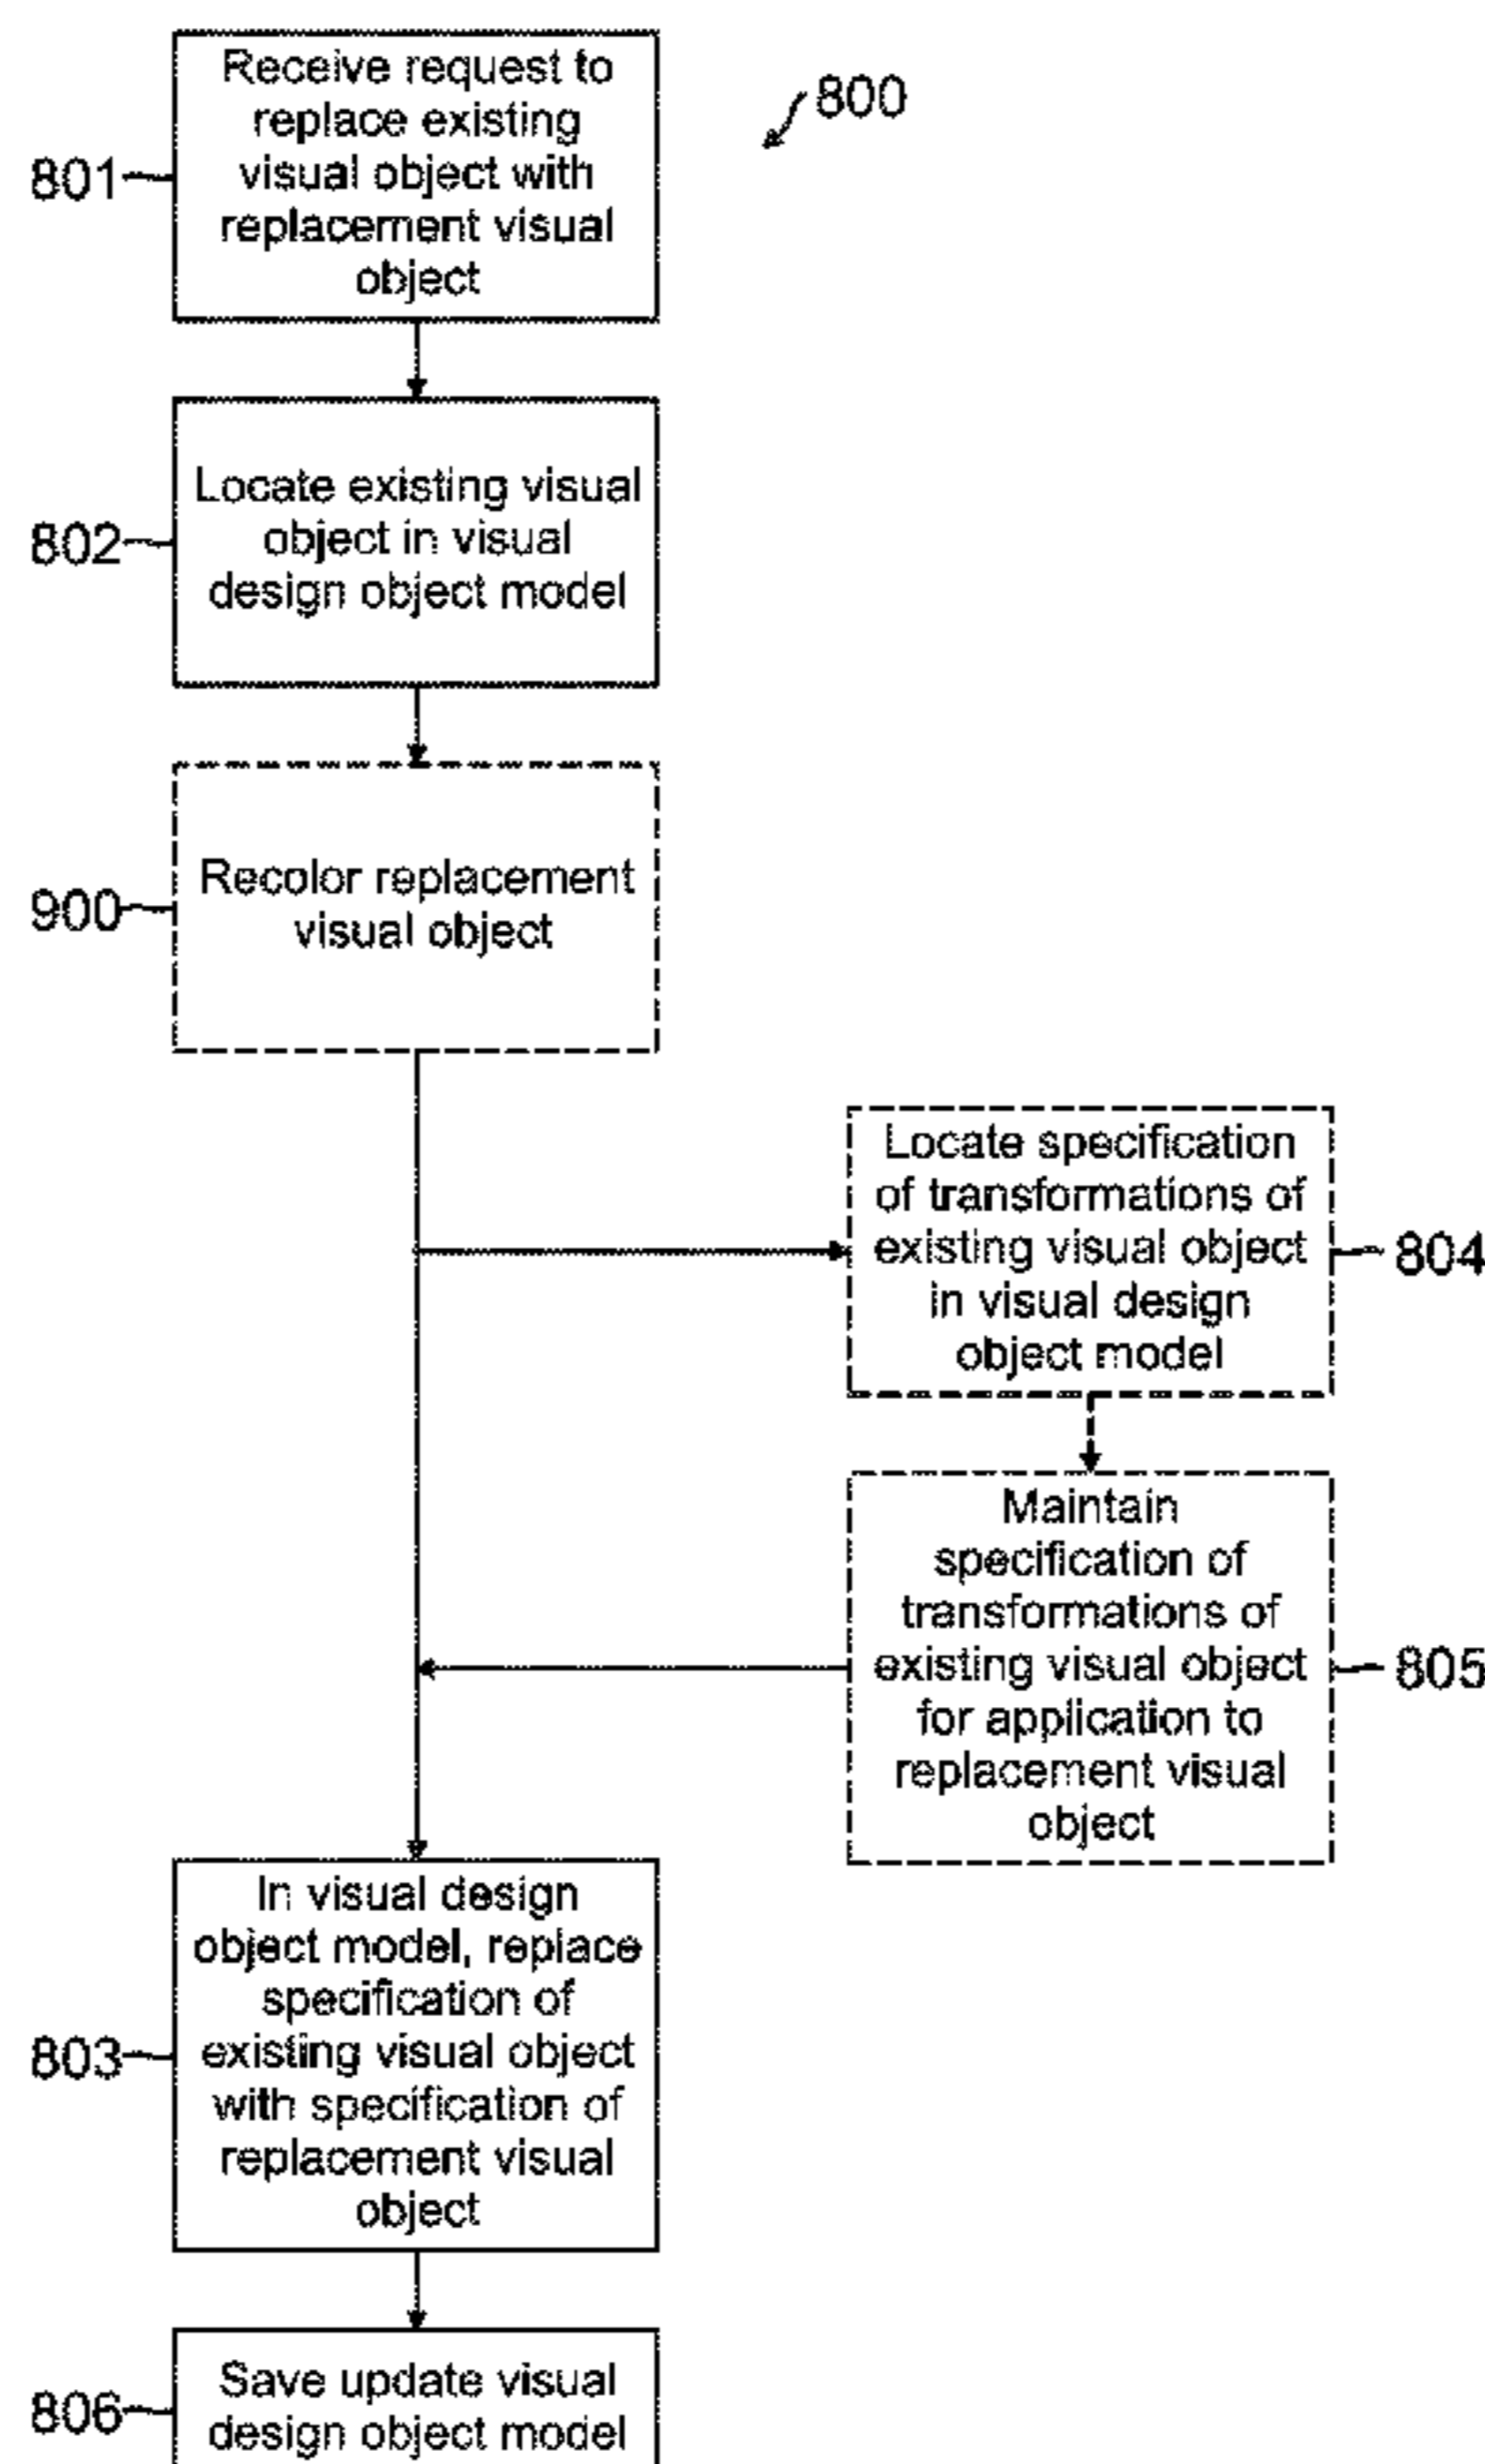 Receive request to
replace existing
visual object with
replacement visual
object
800
801
Locate existing visual
object in visual
design object model
802
Recolor replacement
visual object
900
Locate specification
of transformations of
existing visual object
in visual design
object model
804
Maintain
specification of
transformations of
existing visual object
for application to
replacement visual
object
805
In visual design
object model, replace
specification of
existing visual object
with specification of
replacement visual
object
803
Save update visual
design object model
806